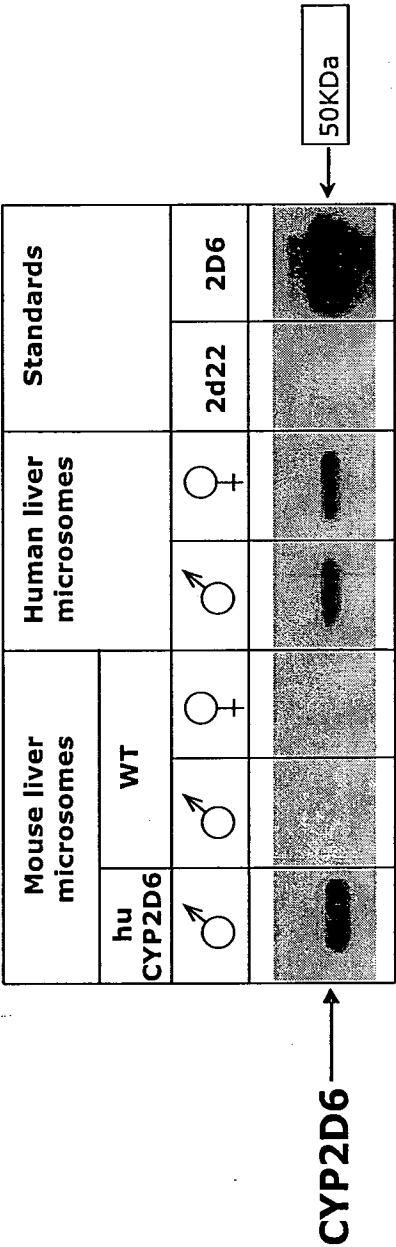 Mouse liver
microsomes
Human liver
microsomes
Standards
hu
CYP2D6
WT
♂
♂
♀
♂
♀
2d22
2D6
CYP2D6
50KDa